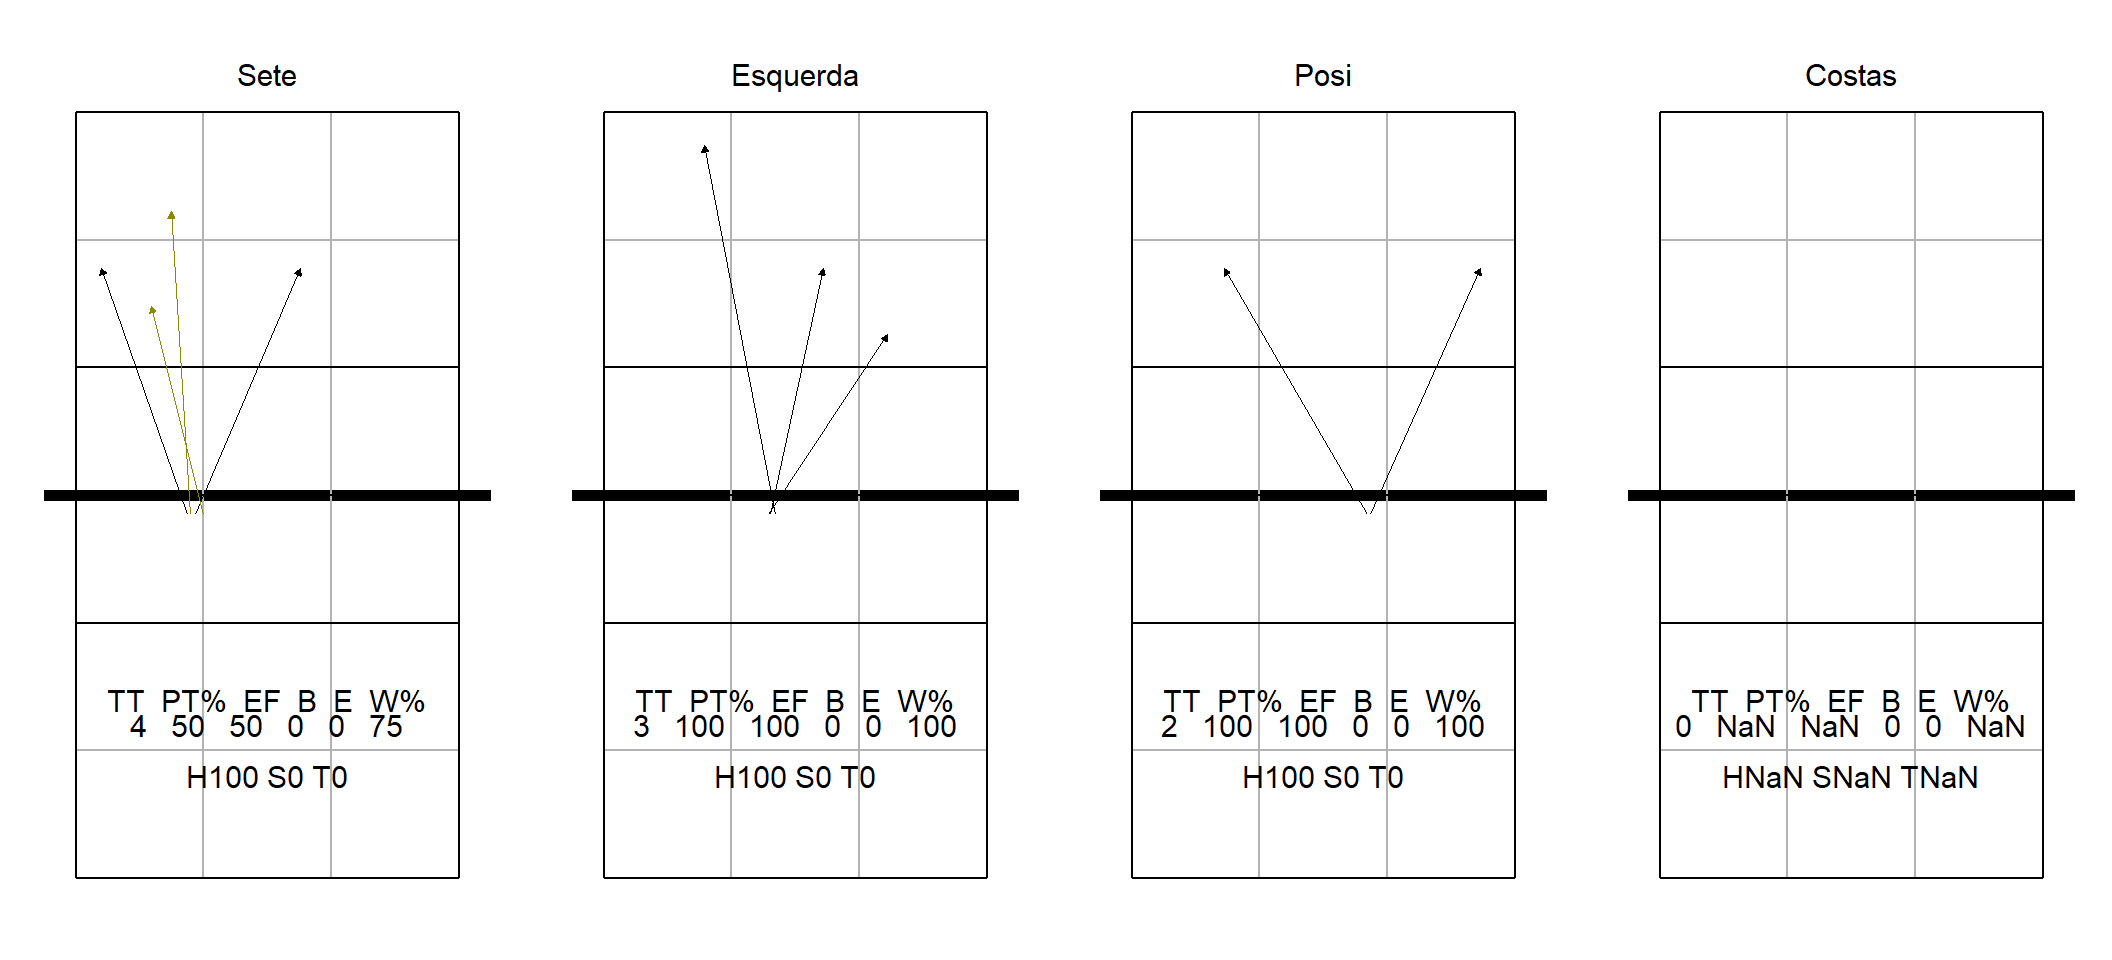 Sete
TT PT% EF B E W%
4 50 50 0 0 75
H100 S0 T0
Esquerda
TT PT% EF B E W%
3 100 100 0 0 100
H100 S0 T0
Posi
TT PT% EF B E W%
2 100 100 0 0 100
H100 S0 T0
Costas
TT PT% EF B E W%
0 NaN NaN 0 0 NaN
HNaN SNaN TNaN